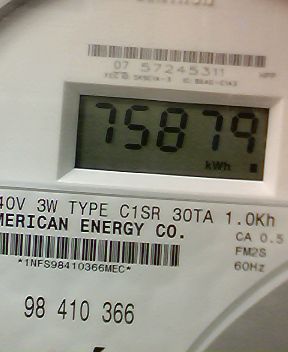 07 57245311
75879
kWh
40V 3W TYPE C1SR 30TA 1.0Kh
MERICAN ENERGY CO.
CA 0.5
FM2S
60Hz
*1NFS98410366MEC*
98 410 366